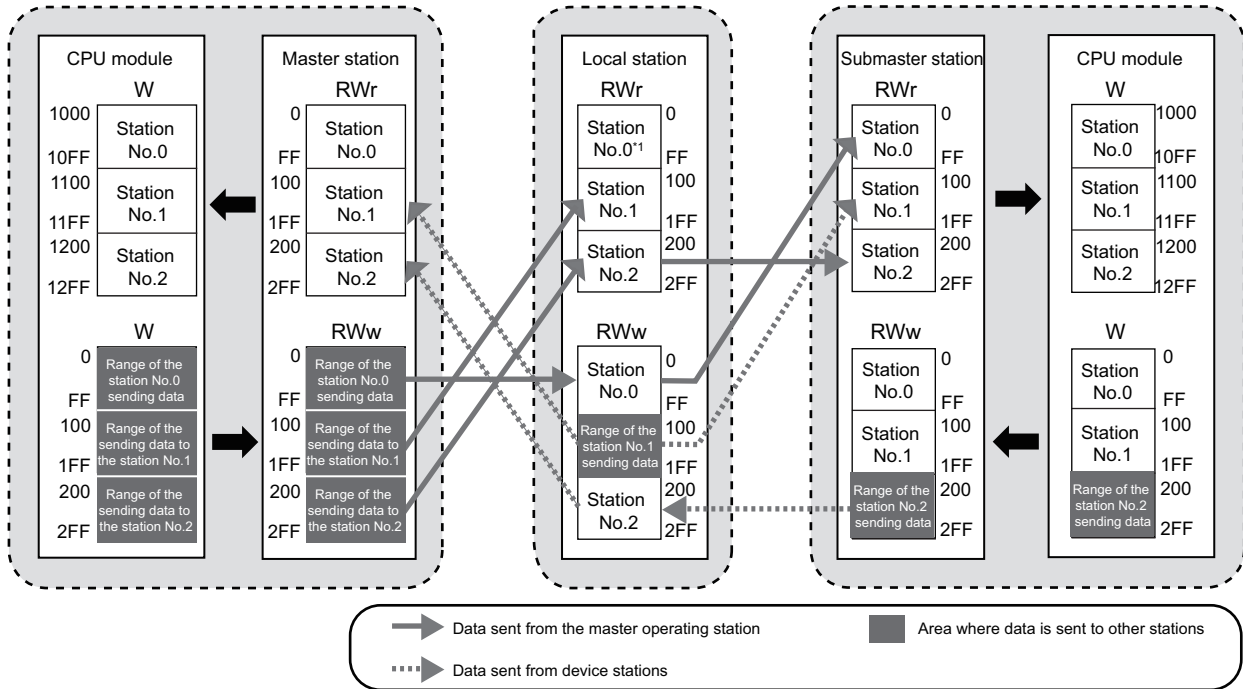 CPU module
W
1000
Station
No.0
10FF
1100
Station
No.1
11FF
1200
Station
No.2
12FF
W
0
Range of the
station No.0
sending data
FF
100
Range of the
sending data to
the station No.1
1FF
200
Range of the
sending data to
the station No.2
2FF
Master station
RWr
0
Station
No.0
FF
100
Station
No.1
1FF
200
Station
No.2
2FF
RWw
0
Range of the
station No.0
sending data
FF
100
Range of the
sending data to
the station No.1
1FF
200
Range of the
sending data to
the station No.2
2FF
Local station
RWr
0
Station
No.0*1
FF
100
Station
No.1
1FF
200
Station
No.2
2FF
RWw
0
Station
No.0
FF
100
Range of the
station No.1
sending data
1FF
200
Station
No.2
2FF
Submaster station
RWr
0
Station
No.0
FF
100
Station
No.1
1FF
200
Station
No.2
2FF
RWw
0
Station
No.0
FF
100
Station
No.1
1FF
200
Range of the
station No.2
sending data
2FF
CPU module
W
1000
Station
No.0
10FF
1100
Station
No.1
11FF
1200
Station
No.2
12FF
W
0
Station
No.0
FF
100
Station
No.1
1FF
200
Range of the
station No.2
sending data
2FF
Data sent from the master operating station
Area where data is sent to other stations
Data sent from device stations